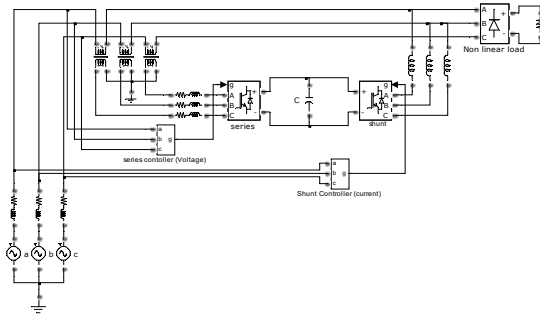 A
B
C
+
-
Non linear load
g
A
B
C
+
-
series
C
+
-
g
A
B
C
shunt
a
b
c
g
series contoller (Voltage)
a
b
c
g
Shunt Controller (current)
a
b
c